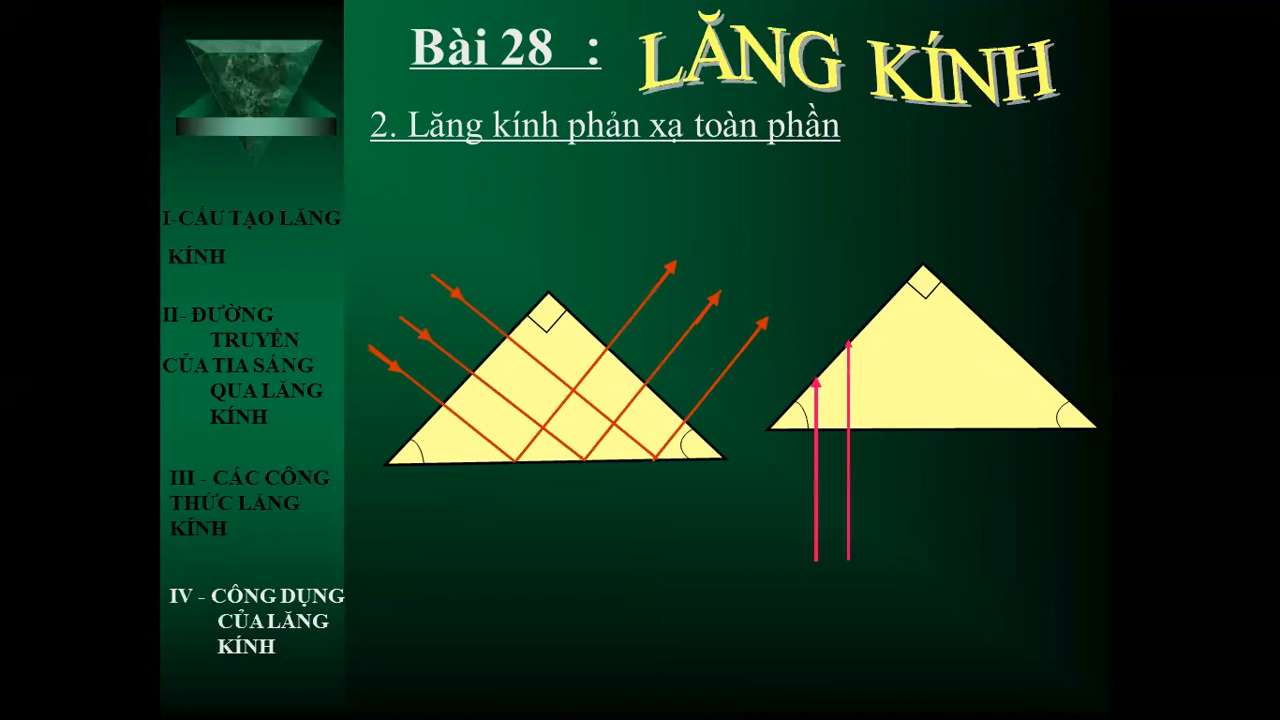 Bài 28 :
LĂNG KÍNH
2. Lăng kính phản xạ toàn phần
I-CẤU TẠO LĂNG
KÍNH
II- ĐƯỜNG
TRUYỀN
CỦA TIA SÁNG
QUA LĂNG
KÍNH
III - CÁC CÔNG
THỨC LĂNG
KÍNH
IV - CÔNG DỤNG
CỦA LĂNG
KÍNH